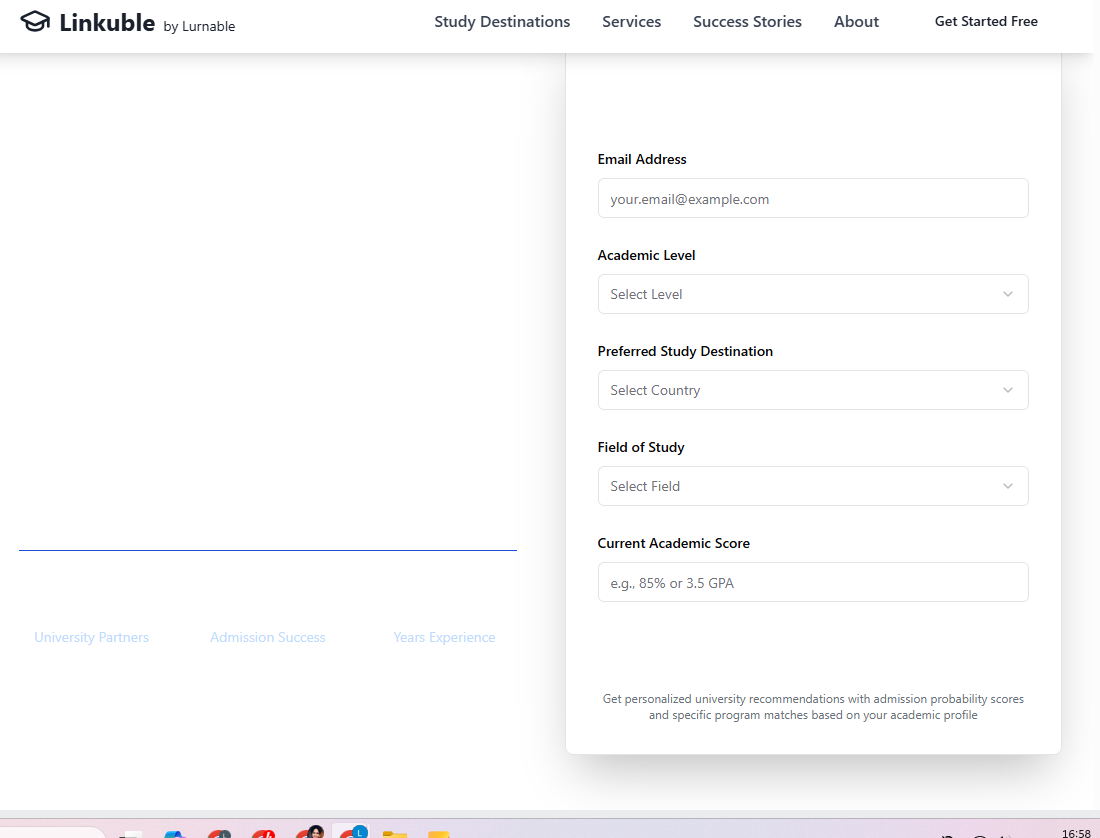 Linkuble by Lurnable
Study Destinations
Services
Success Stories
About
Get Started Free
Email Address
your.email@example.com
Academic Level
Select Level
Preferred Study Destination
Select Country
Field of Study
Select Field
Current Academic Score
e.g., 85% or 3.5 GPA
University Partners
Admission Success
Years Experience
Get personalized university recommendations with admission probability scores
and specific program matches based on your academic profile
L
16:58